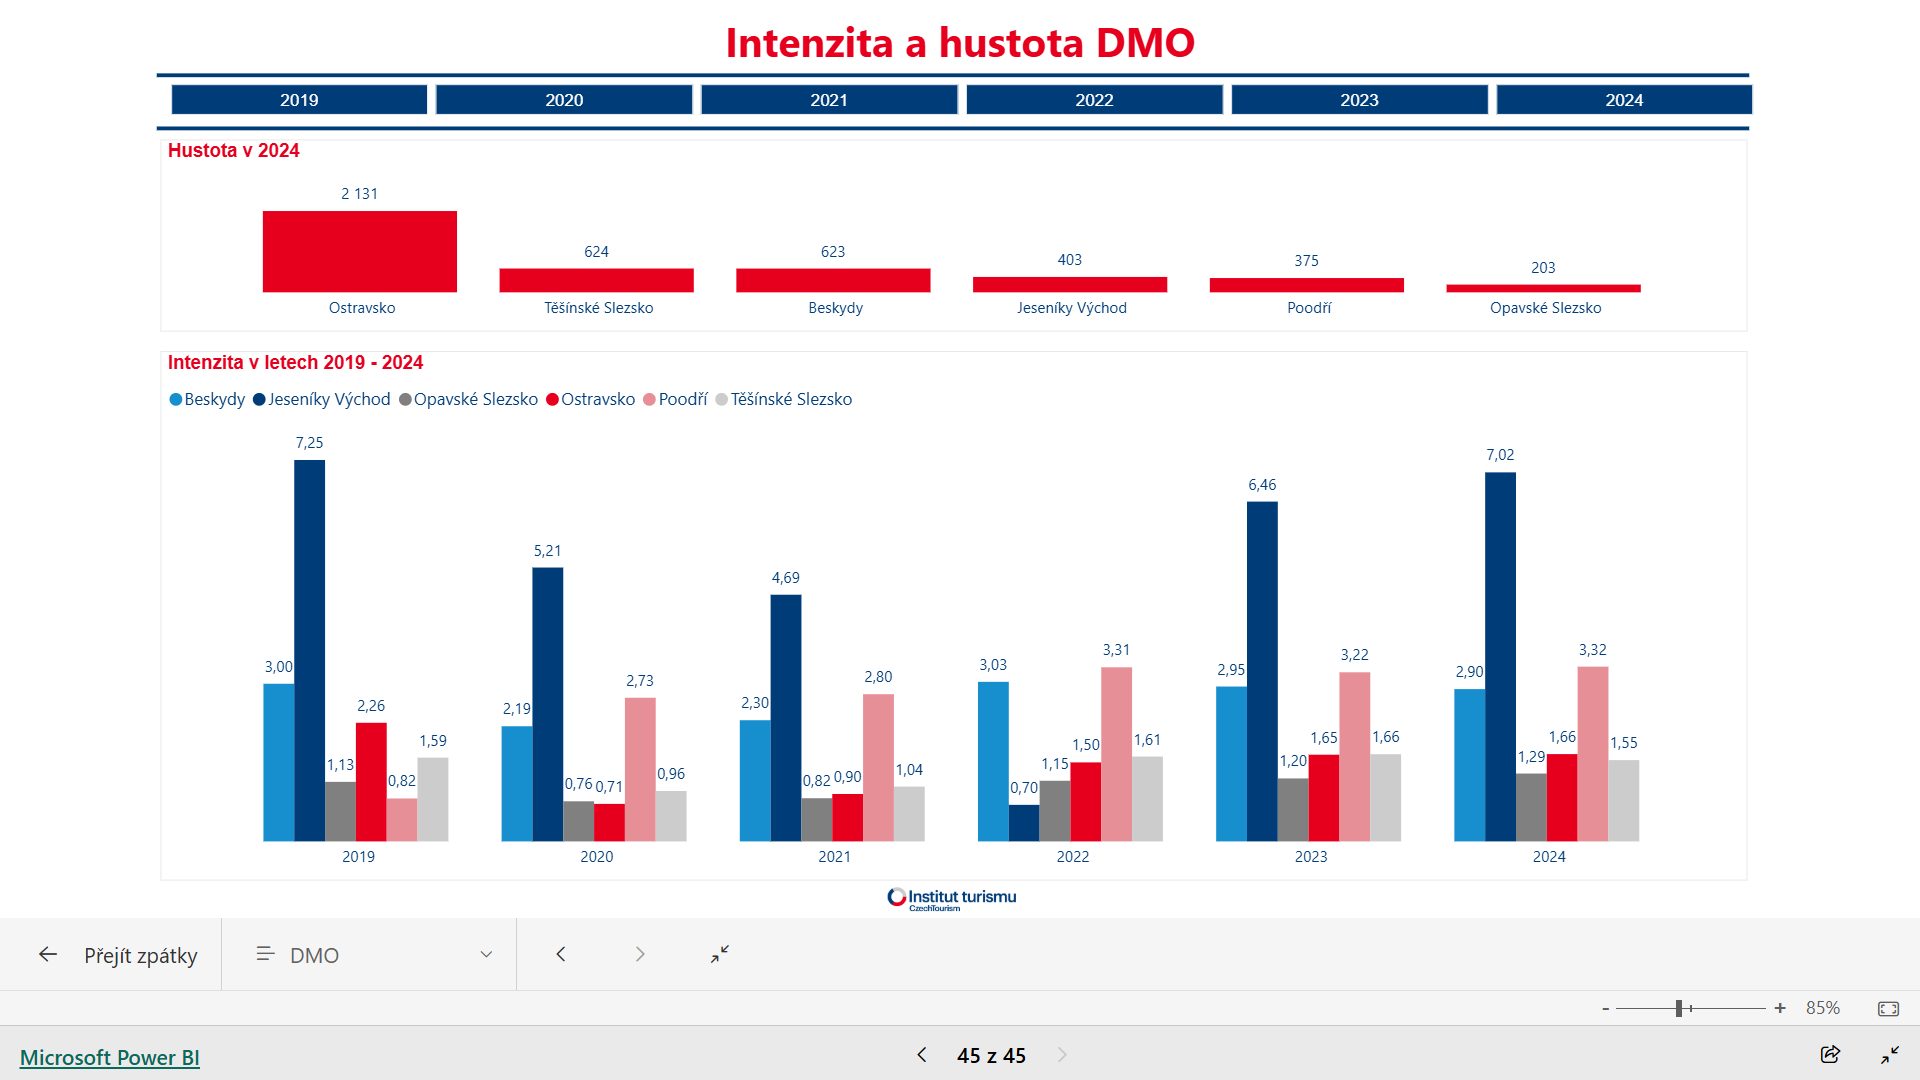 Intenzita a hustota DMO
2019 2020 2021 2022 2023 2024
Hustota v 2024
2 131 624 623 403 375 203
Ostravsko Těšínské Slezsko Beskydy Jeseníky Východ Poodří Opavské Slezsko
Intenzita v letech 2019 - 2024
Beskydy Jeseníky Východ Opavské Slezsko Ostravsko Poodří Těšínské Slezsko
3,00 7,25 1,13 2,26 0,82 1,59
2,19 5,21 0,76 0,71 2,73 0,96
2,30 4,69 0,82 0,90 2,80 1,04
3,03 0,70 1,15 1,50 3,31 1,61
2,95 6,46 1,20 1,65 3,22 1,66
2,90 7,02 1,29 1,66 3,32 1,55
2019 2020 2021 2022 2023 2024
Institut turismu
CzechTourism
Přejít zpátky DMO
- + 85%
Microsoft Power BI 45 z 45